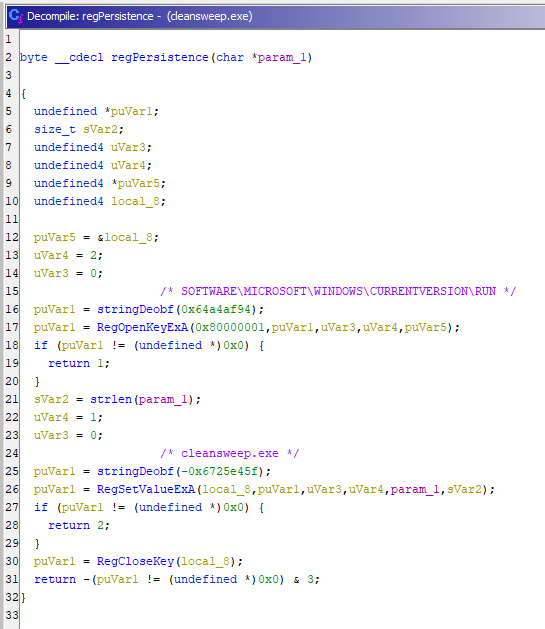 Decompile: regPersistence - (cleansweep.exe)
1
2 byte __cdecl regPersistence(char *param_1)
3
4 {
5   undefined *puVar1;
6   size_t sVar2;
7   undefined4 uVar3;
8   undefined4 uVar4;
9   undefined4 *puVar5;
10   undefined4 local_8;
11
12   puVar5 = &local_8;
13   uVar4 = 2;
14   uVar3 = 0;
15                     /* SOFTWARE\MICROSOFT\WINDOWS\CURRENTVERSION\RUN */
16   puVar1 = stringDeobf(0x64a4af94);
17   puVar1 = RegOpenKeyExA(0x80000001,puVar1,uVar3,uVar4,puVar5);
18   if (puVar1 != (undefined *)0x0) {
19     return 1;
20   }
21   sVar2 = strlen(param_1);
22   uVar4 = 1;
23   uVar3 = 0;
24                     /* cleansweep.exe */
25   puVar1 = stringDeobf(-0x6725e45f);
26   puVar1 = RegSetValueExA(local_8,puVar1,uVar3,uVar4,param_1,sVar2);
27   if (puVar1 != (undefined *)0x0) {
28     return 2;
29   }
30   puVar1 = RegCloseKey(local_8);
31   return -(puVar1 != (undefined *)0x0) & 3;
32 }
33